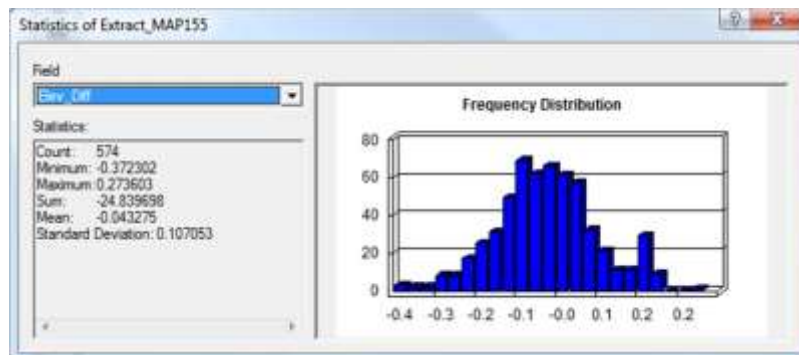 Statistics of Extract_MAP155
Field
Elev_Diff
Statistics:
Count: 574
Minimum: -0.372302
Maximum: 0.273603
Sum: -24.839698
Mean: -0.043275
Standard Deviation: 0.107053
Frequency Distribution
80
60
40
20
0
-0.4 -0.3 -0.2 -0.1 -0.0 0.1 0.2 0.2